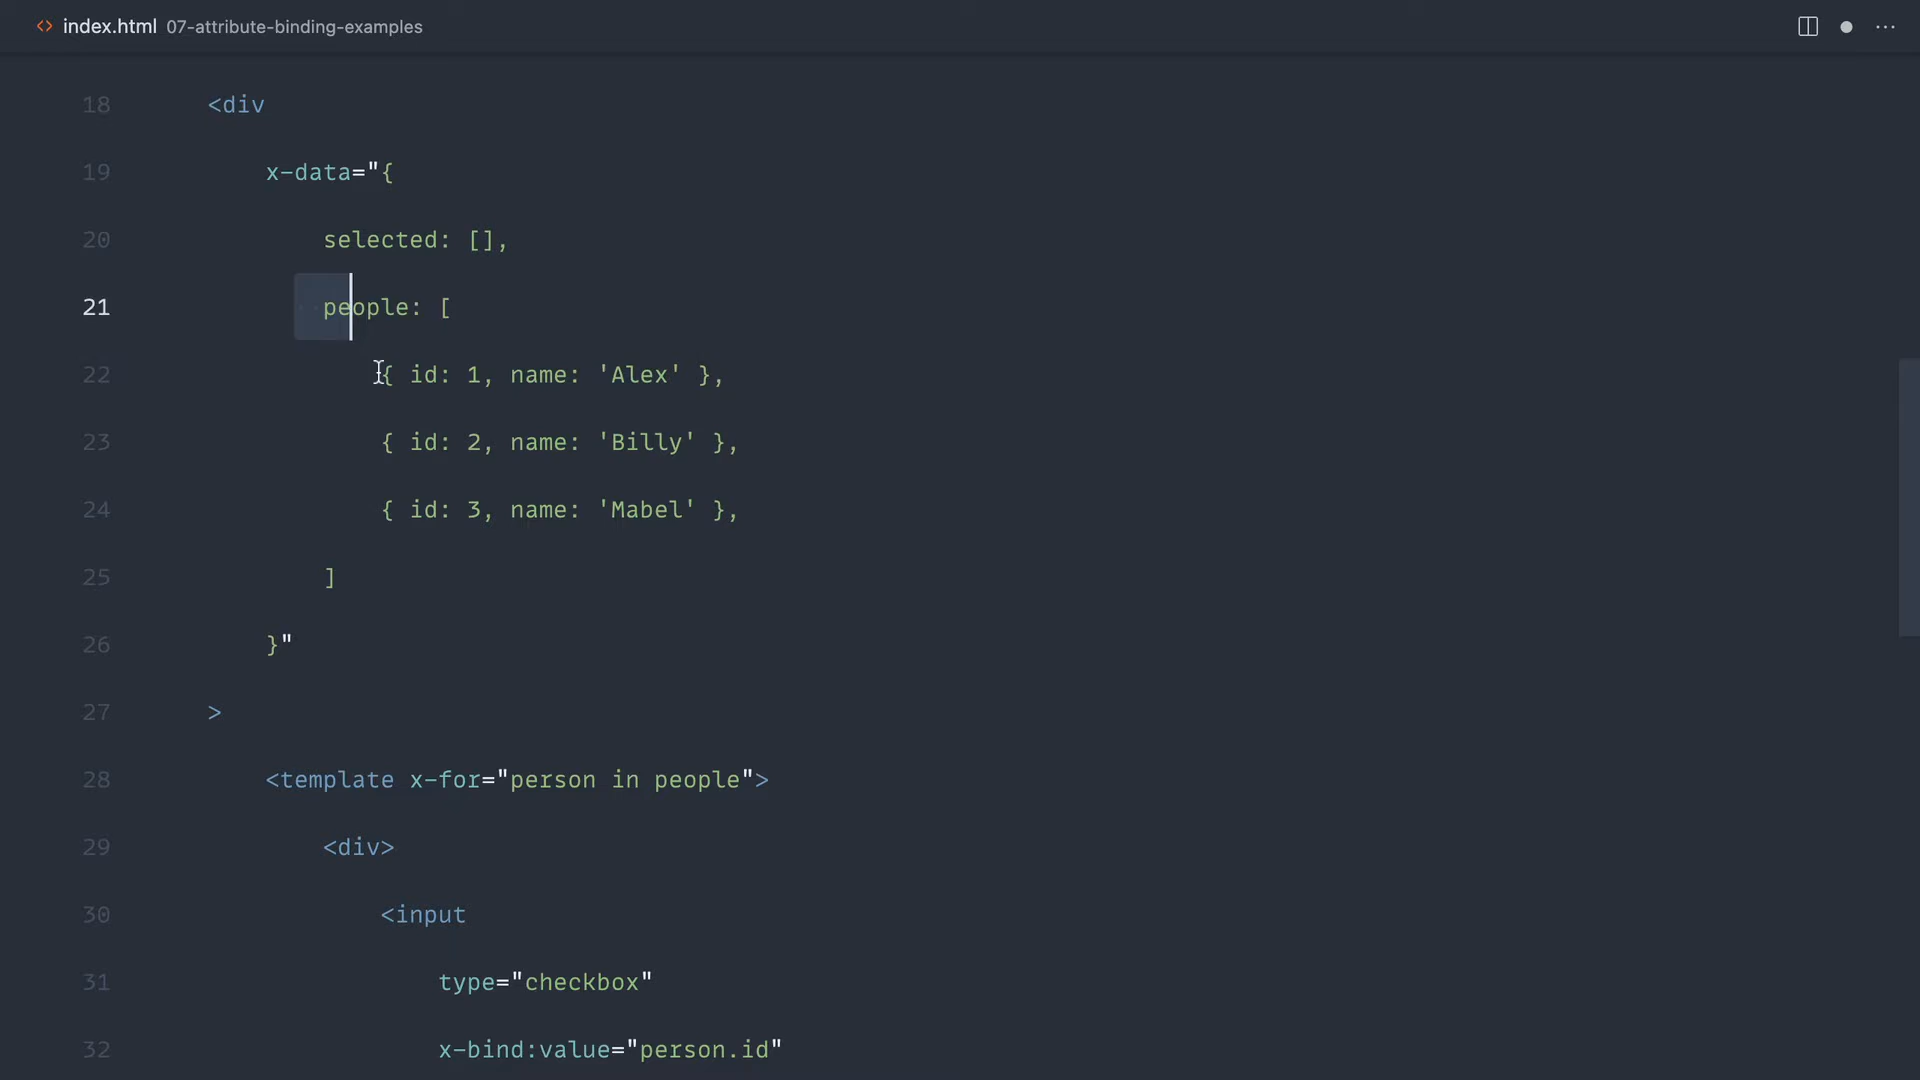 index.html 07-attribute-binding-examples
18 <div
19 x-data="{
20 selected: [],
21 people: [
22 { id: 1, name: 'Alex' },
23 { id: 2, name: 'Billy' },
24 { id: 3, name: 'Mabel' },
25 ]
26 }"
27 >
28 <template x-for="person in people">
29 <div>
30 <input
31 type="checkbox"
32 x-bind:value="person.id"